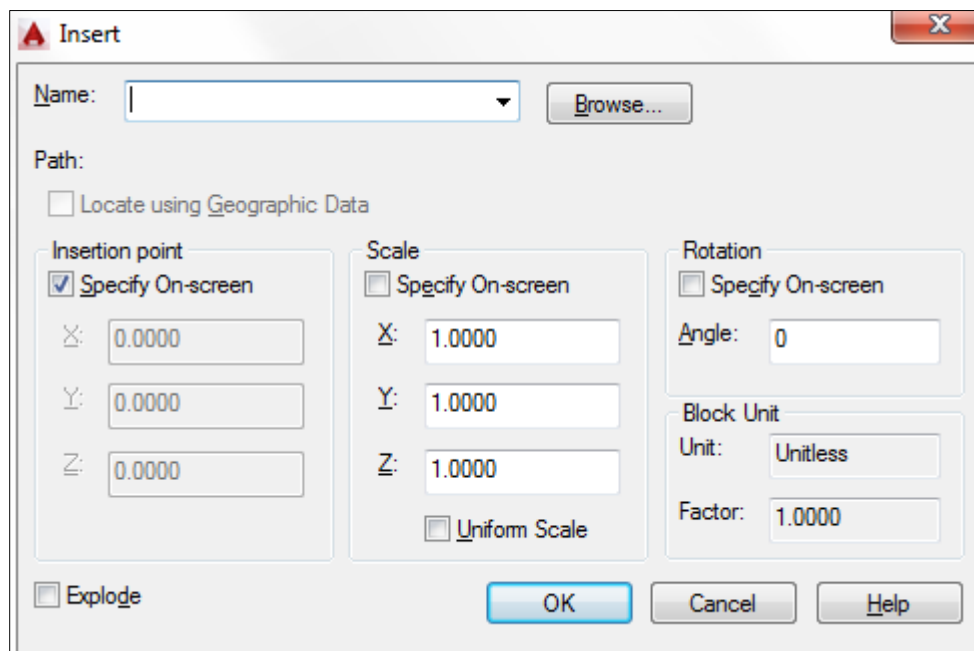 Insert
Name:
Browse...
Path:
Locate using Geographic Data
Insertion point
Specify On-screen
X: 0.0000
Y: 0.0000
Z: 0.0000
Scale
Specify On-screen
X: 1.0000
Y: 1.0000
Z: 1.0000
Uniform Scale
Rotation
Specify On-screen
Angle: 0
Block Unit
Unit: Unitless
Factor: 1.0000
Explode
OK
Cancel
Help